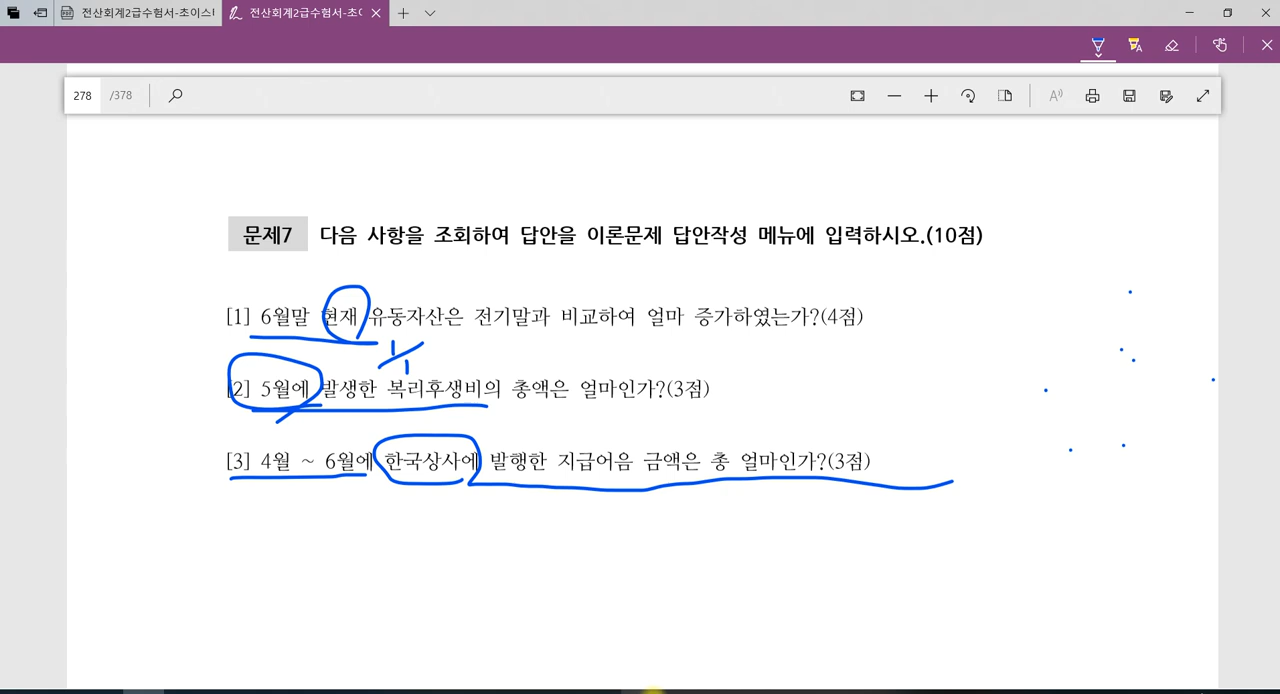 전산회계2급수험서-초이스
전산회계2급수험서-초이
278 /378
문제7 다음 사항을 조회하여 답안을 이론문제 답안작성 메뉴에 입력하시오.(10점)
[1] 6월말 현재 유동자산은 전기말과 비교하여 얼마 증가하였는가?(4점)
1/1
[2] 5월에 발생한 복리후생비의 총액은 얼마인가?(3점)
[3] 4월 ~ 6월에 한국상사에 발행한 지급어음 금액은 총 얼마인가?(3점)